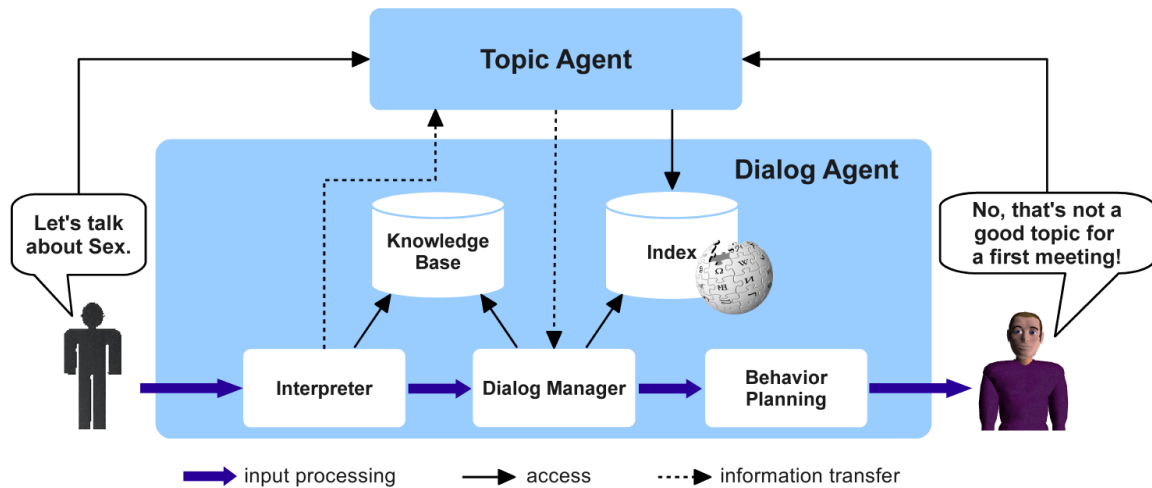 Topic Agent
Dialog Agent
Let's talk
about Sex.
Knowledge
Base
Index
No, that's not a
good topic for
a first meeting!
Interpreter
Dialog Manager
Behavior
Planning
input processing
access
information transfer